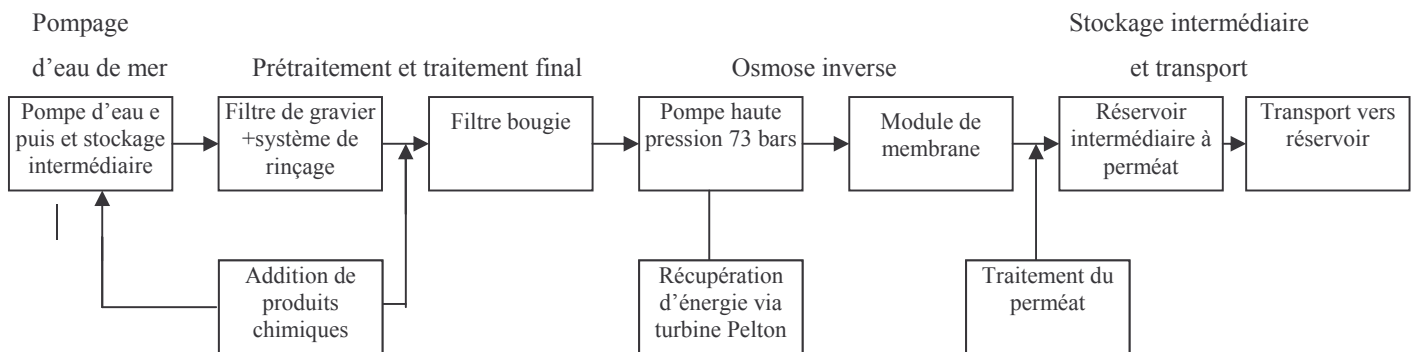 Pompage
d’eau de mer
Prétraitement et traitement final
Osmose inverse
Stockage intermédiaire
et transport
Pompe d’eau e
puis et stockage
intermédiaire
Filtre de gravier
+système de
rinçage
Filtre bougie
Pompe haute
pression 73 bars
Module de
membrane
Réservoir
intermédiaire à
perméat
Transport vers
réservoir
Addition de
produits
chimiques
Récupération
d’énergie via
turbine Pelton
Traitement du
perméat